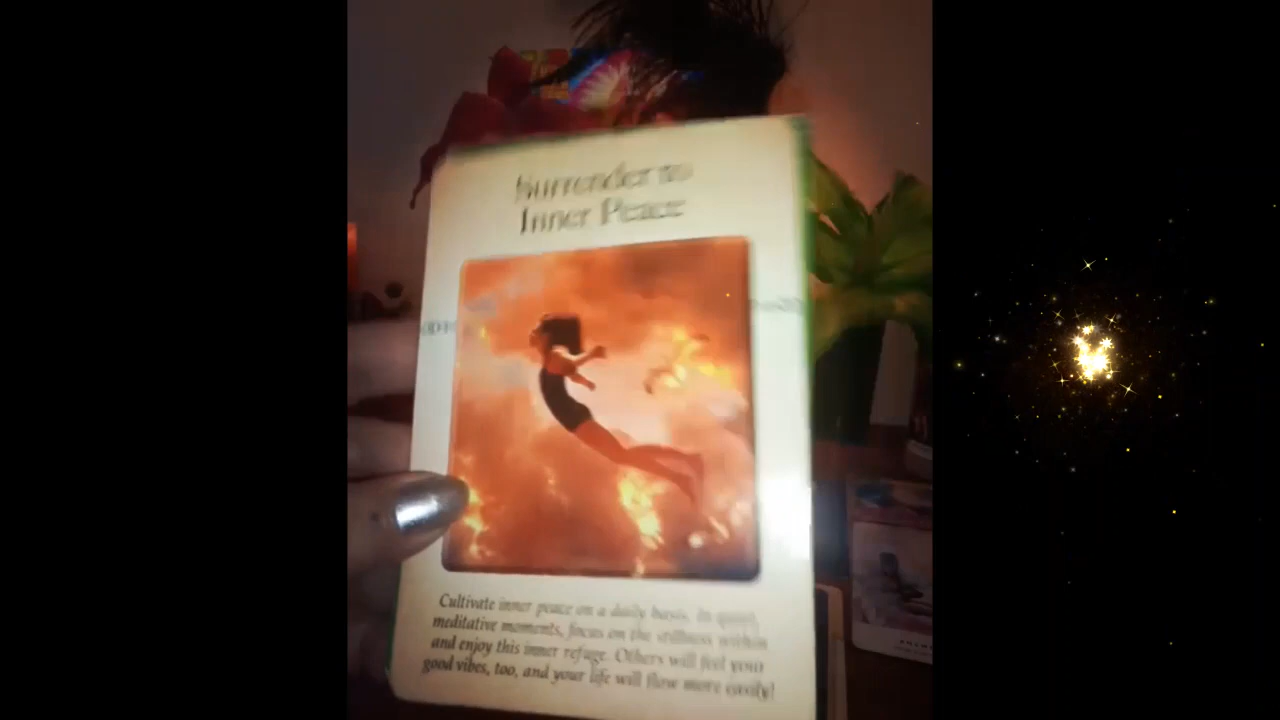 Surrender to
Inner Peace
Cultivate inner peace on a daily basis. In quiet,
meditative moments, focus on the stillness within
and enjoy this inner refuge. Others will feel your
good vibes, too, and your life will flow more easily!